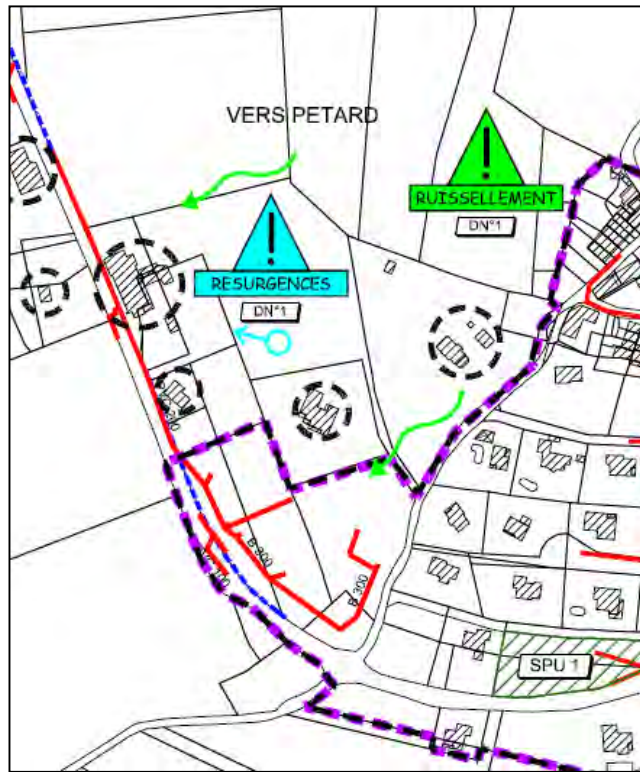 VERS PETARD
!
RUISSELLEMENT
DN°1
!
RESURGENCES
DN°1
B 300
B 300
SPU 1